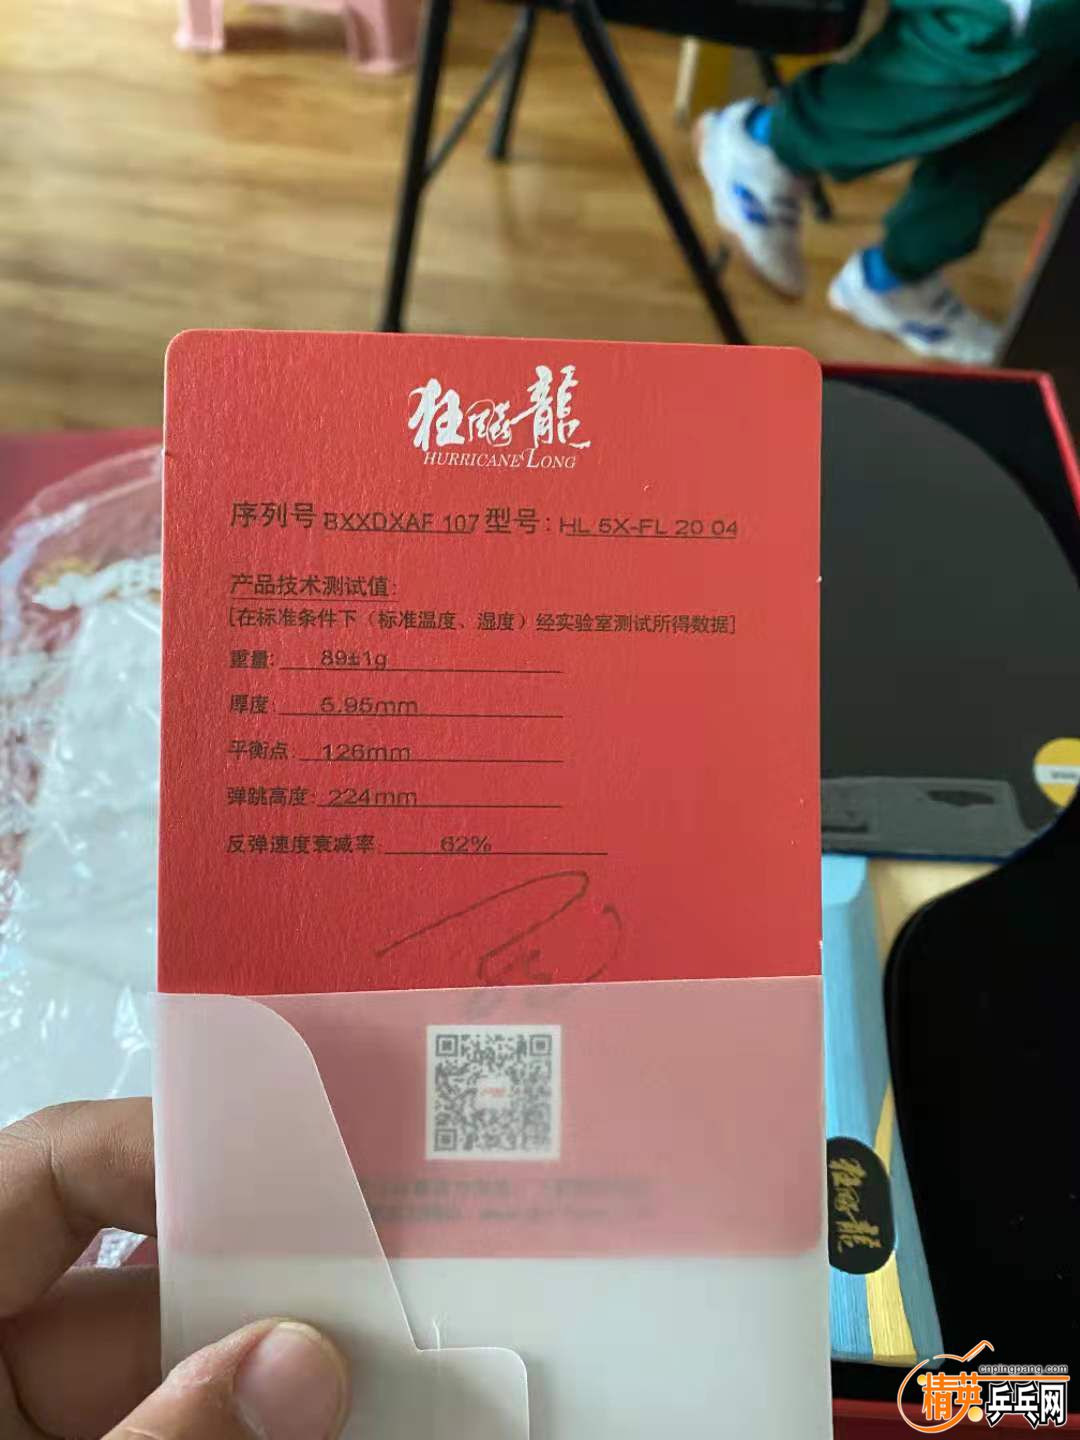 狂飚龍
HURRICANE LONG
序列号 BXXDXAF 107 型号: HL 5X-FL 20 04
产品技术测试值:
[在标准条件下（标准温度、湿度）经实验室测试所得数据]
重量: 89±1g
厚度: 5.95mm
平衡点: 126mm
弹跳高度: 224mm
反弹速度衰减率: 62%
狂飚龍
cnpingpang.com
精英乒乓网